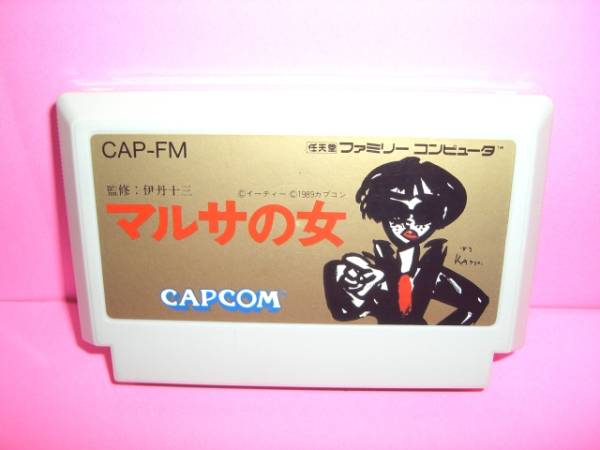 CAP-FM
任天堂 ファミリー コンピュータ™
監修:伊丹十三
©イーティー ©1989カプコン
マルサの女
CAPCOM